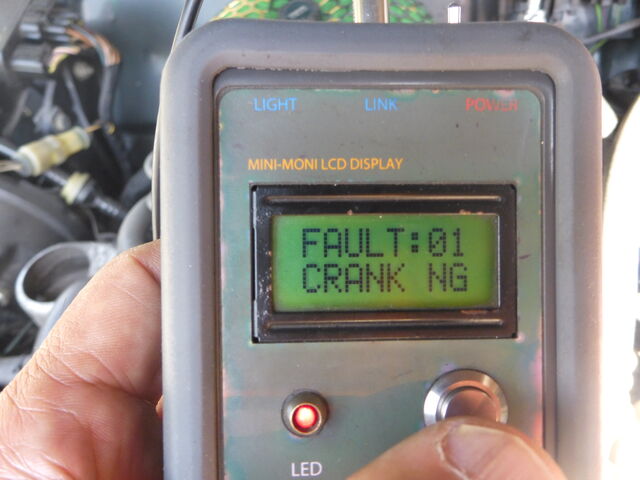 LIGHT LINK POWER
MINI-MONI LCD DISPLAY
FAULT:01
CRANK NG
LED